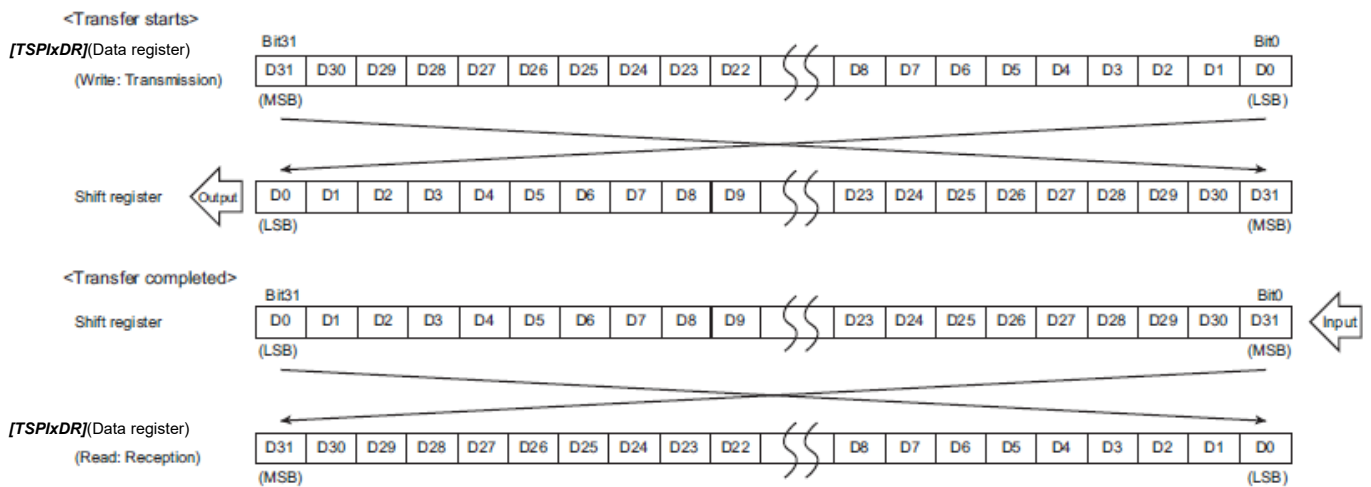 <Transfer starts>
[TSPIxDR](Data register)
(Write: Transmission)
Bit31 Bit0
D31 D30 D29 D28 D27 D26 D25 D24 D23 D22 D8 D7 D6 D5 D4 D3 D2 D1 D0
(MSB) (LSB)
Shift register Output D0 D1 D2 D3 D4 D5 D6 D7 D8 D9 D23 D24 D25 D26 D27 D28 D29 D30 D31
(LSB) (MSB)
<Transfer completed>
Bit31 Bit0
Shift register D0 D1 D2 D3 D4 D5 D6 D7 D8 D9 D23 D24 D25 D26 D27 D28 D29 D30 D31 Input
(LSB) (MSB)
[TSPIxDR](Data register)
(Read: Reception)
D31 D30 D29 D28 D27 D26 D25 D24 D23 D22 D8 D7 D6 D5 D4 D3 D2 D1 D0
(MSB) (LSB)